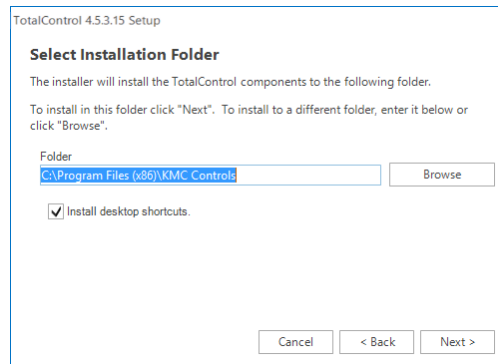 TotalControl 4.5.3.15 Setup
Select Installation Folder
The installer will install the TotalControl components to the following folder.
To install in this folder click "Next".  To install to a different folder, enter it below or
click "Browse".
Folder
C:\Program Files (x86)\KMC Controls
Browse
Install desktop shortcuts.
Cancel
< Back
Next >